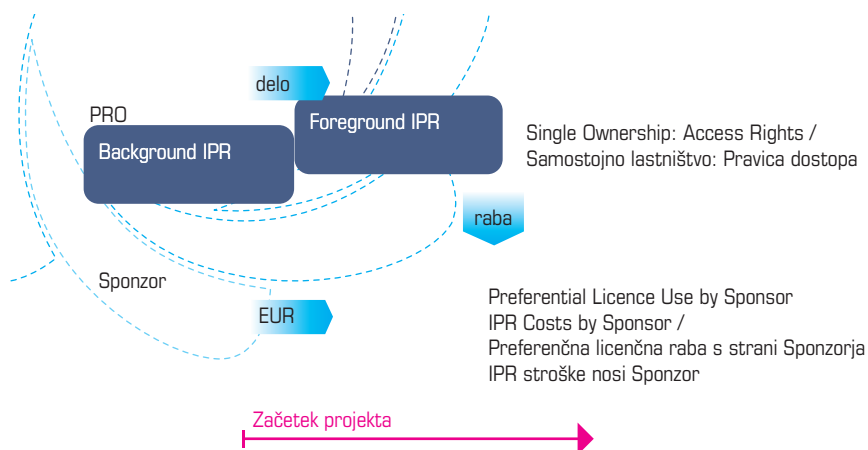 delo
PRO
Foreground IPR
Background IPR
Single Ownership: Access Rights /
Samostojno lastništvo: Pravica dostopa
raba
Sponzor
EUR
Preferential Licence Use by Sponsor
IPR Costs by Sponsor /
Preferenčna licenčna raba s strani Sponzorja
IPR stroške nosi Sponzor
Začetek projekta